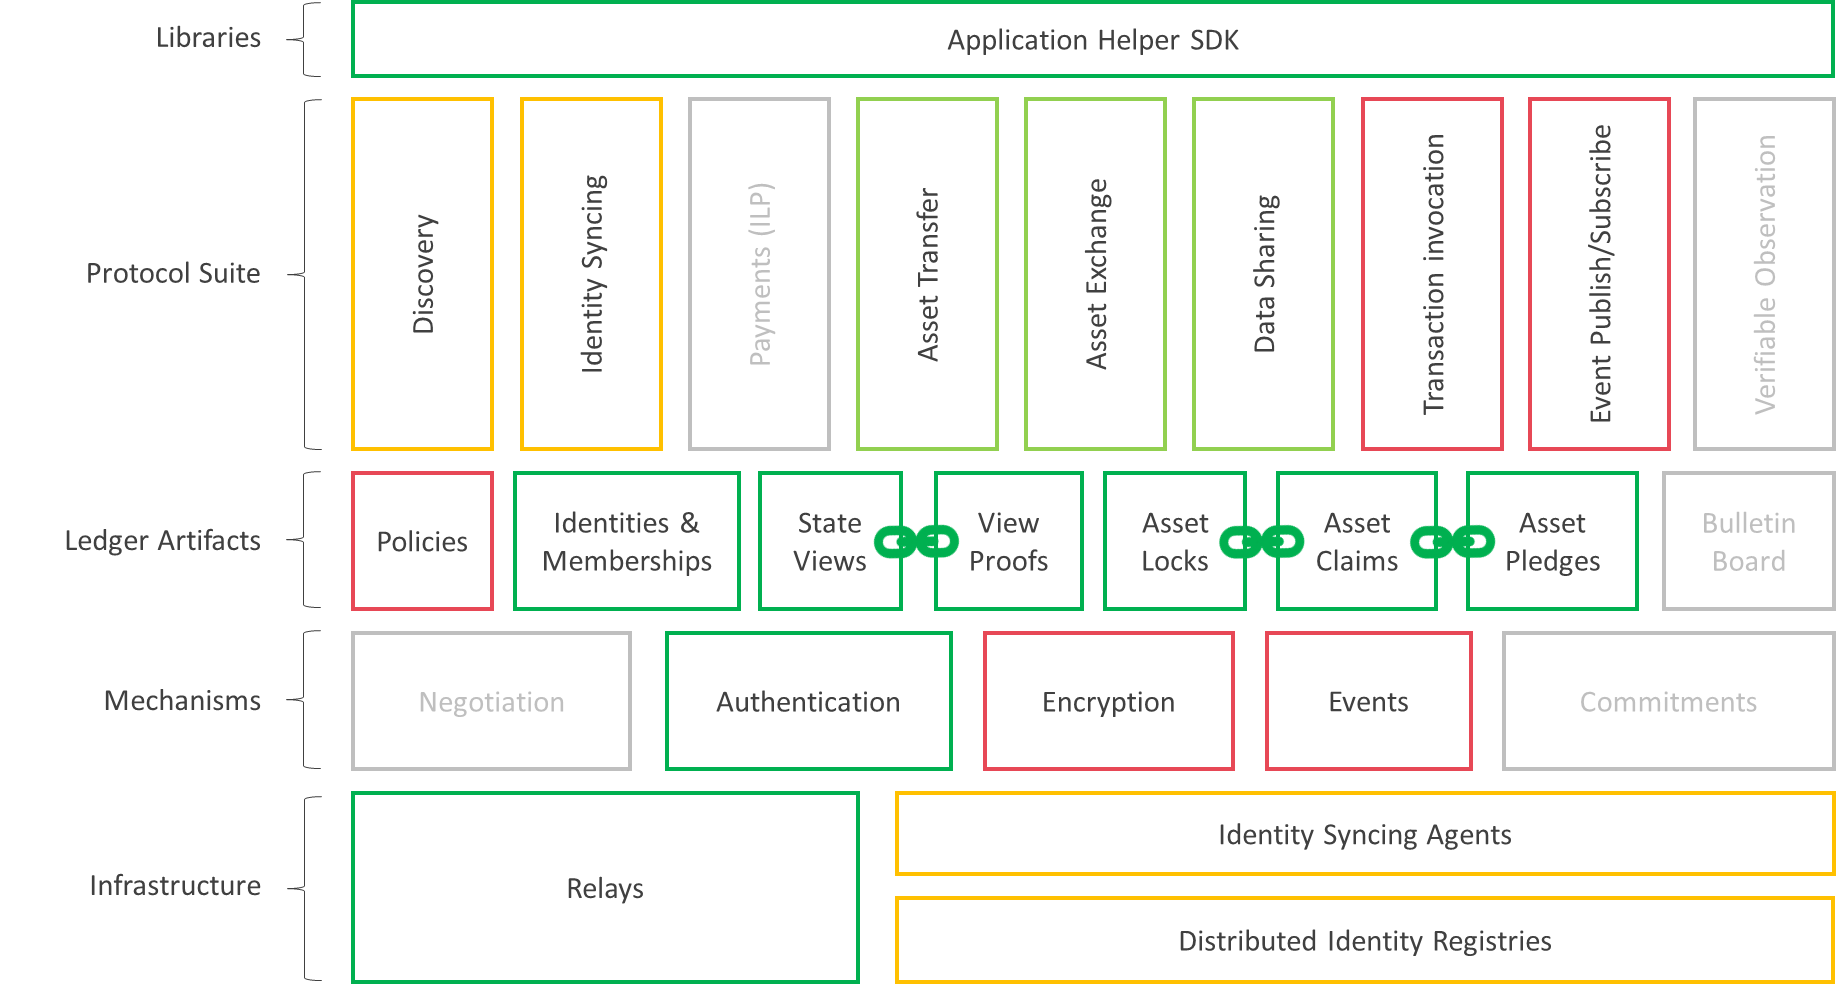 Libraries
Application Helper SDK
Protocol Suite
Discovery
Identity Syncing
Payments (ILP)
Asset Transfer
Asset Exchange
Data Sharing
Transaction invocation
Event Publish/Subscribe
Verifiable Observation
Ledger Artifacts
Policies
Identities &
Memberships
State
Views
View
Proofs
Asset
Locks
Asset
Claims
Asset
Pledges
Bulletin
Board
Mechanisms
Negotiation
Authentication
Encryption
Events
Commitments
Infrastructure
Relays
Identity Syncing Agents
Distributed Identity Registries